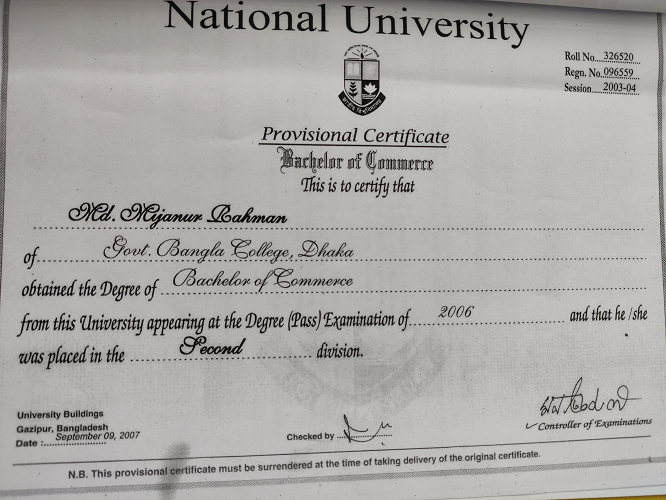 National University
Roll No....326520
Regn. No.096559
Session....2003-04
Provisional Certificate
Bachelor of Commerce
This is to certify that
Md. Mijanur Rahman
of Govt. Bangla College, Dhaka
obtained the Degree of Bachelor of Commerce
from this University appearing at the Degree (Pass) Examination of 2006 and that he /she
was placed in the Second division.
University Buildings
Gazipur, Bangladesh
Date : September 09, 2007
Checked by
Controller of Examinations
N.B. This provisional certificate must be surrendered at the time of taking delivery of the original certificate.